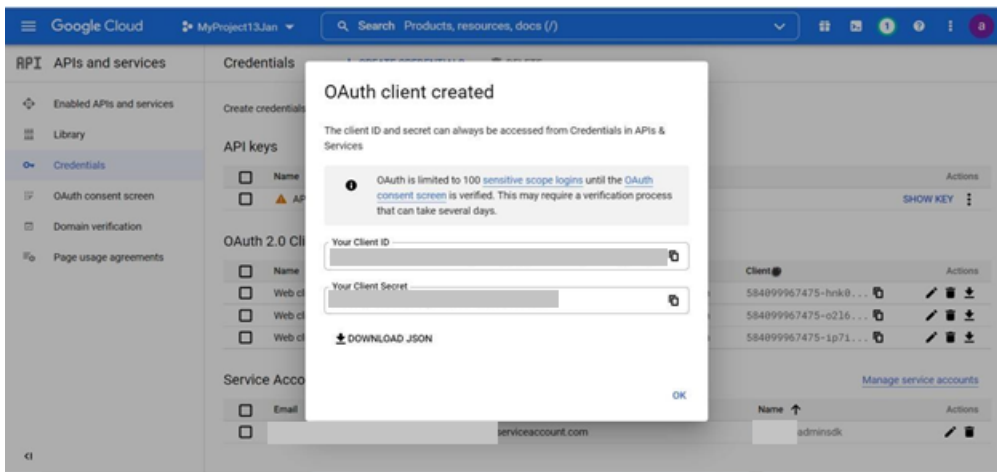 Google Cloud
MyProject13Jan
Search Products, resources, docs (/)
1
a
API APIs and services
Credentials
DELETE
Enabled APIs and services
Library
Credentials
OAuth consent screen
Domain verification
Page usage agreements
Create credentials
API keys
Name
Actions
AP
SHOW KEY
OAuth 2.0 Cli
Name
Client
Actions
Web cl
584099967475-hnk0...
Web cl
584099967475-o2l6...
Web cl
584099967475-ip7i...
Service Acco
Manage service accounts
Email
Name
Actions
serviceaccount.com
adminsdk
OAuth client created
The client ID and secret can always be accessed from Credentials in APIs &
Services
OAuth is limited to 100 sensitive scope logins until the OAuth
consent screen is verified. This may require a verification process
that can take several days.
Your Client ID
Your Client Secret
DOWNLOAD JSON
OK